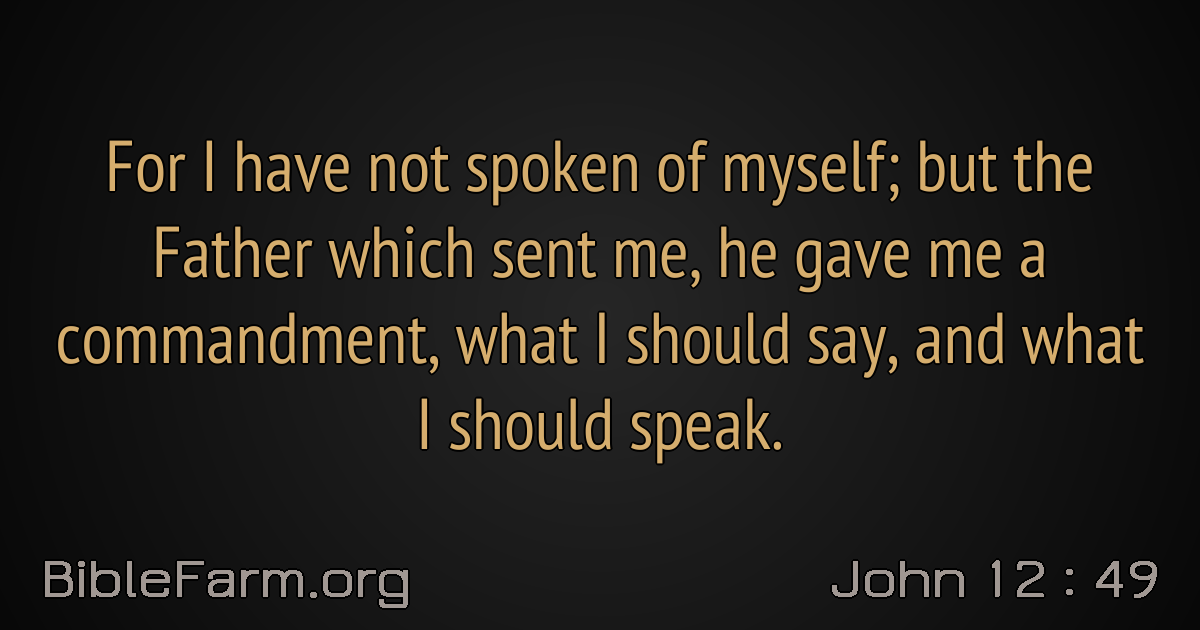 For I have not spoken of myself; but the
Father which sent me, he gave me a
commandment, what I should say, and what
I should speak.
BibleFarm.org
John 12 : 49